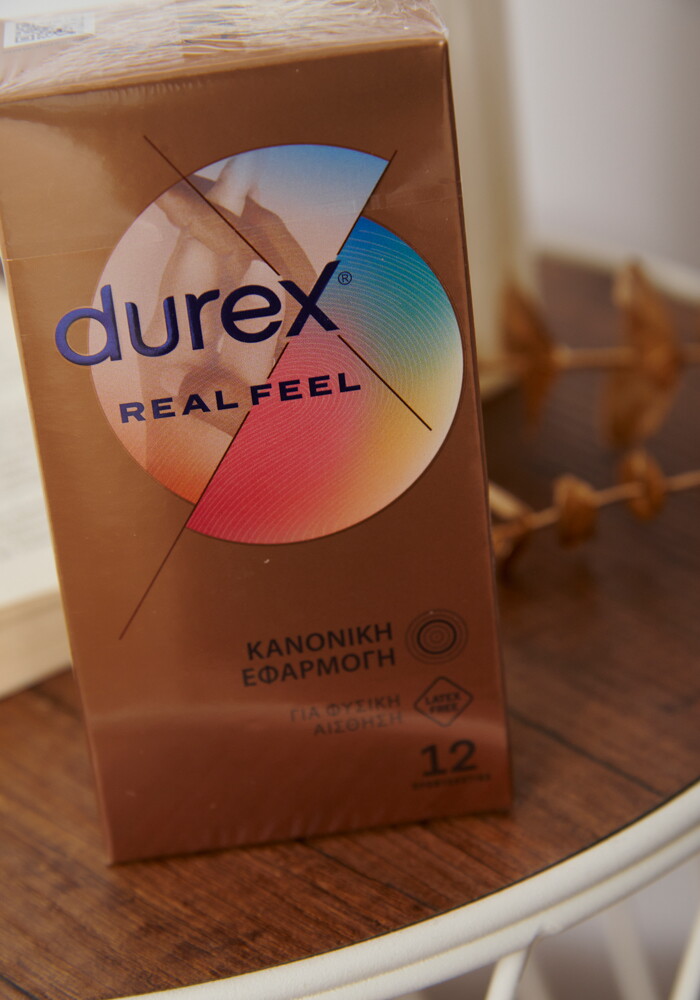 durex®
REAL FEEL
ΚΑΝΟΝΙΚΗ
ΕΦΑΡΜΟΓΗ
ΓΙΑ ΦΥΣΙΚΗ
ΑΙΣΘΗΣΗ
LATEX
FREE
12